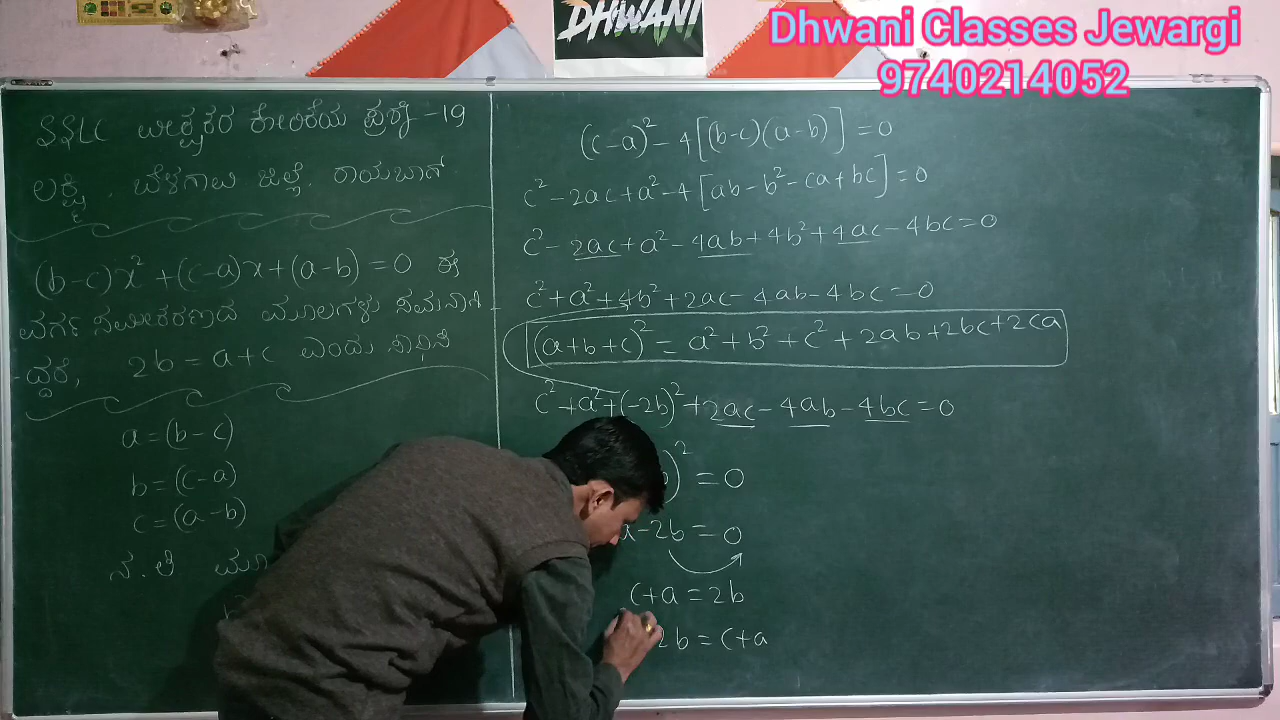 DHWANI
Dhwani Classes Jewargi
9740214052
SSLC ವೀಕ್ಷಕರ ಕೋರಿಕೆಯ ಪ್ರಶ್ನೆ -19
ಲಕ್ಷ್ಮಿ. ಬೆಳಗಾವಿ ಜಿಲ್ಲೆ. ರಾಯಬಾಗ್
(b-c)x²+(c-a)x+(a-b)=0 ಈ
ವರ್ಗ ಸಮೀಕರಣದ ಮೂಲಗಳು ಸಮನಾಗಿ
-ದ್ದರೆ, 2b = a+c ಎಂದು ಸಾಧಿಸಿ
a=(b-c)
b=(c-a)
c=(a-b)
(c-a)²-4[(b-c)(a-b)]=0
c²-2ac+a²-4[ab-b²-ca+bc]=0
c²-2ac+a²-4ab+4b²+4ac-4bc=0
c²+a²+4b²+2ac-4ab-4bc=0
(a+b+c)² = a²+b²+c²+2ab+2bc+2ca
c²+a²+(-2b)²+2ac-4ab-4bc=0
)²=0
a-2b=0
c+a=2b
2b=c+a